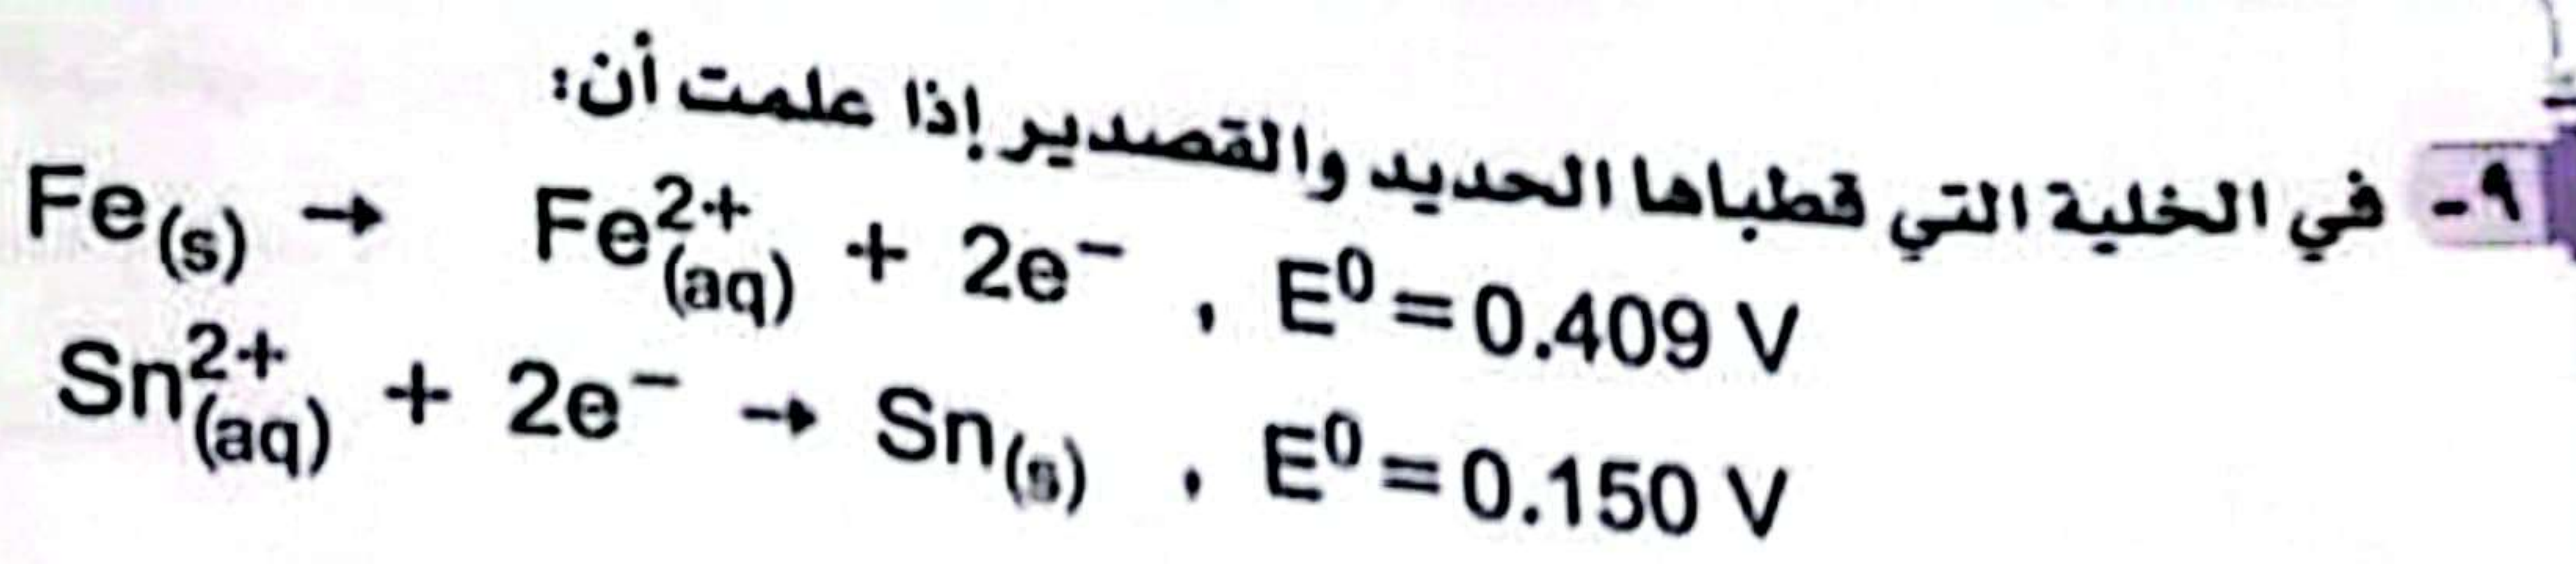 ٩- في الخلية التي قطباها الحديد والقصدير إذا علمت أن:
Fe(s) → Fe²⁺(aq) + 2e⁻ , E⁰ = 0.409 V
Sn²⁺(aq) + 2e⁻ → Sn(s) , E⁰ = 0.150 V